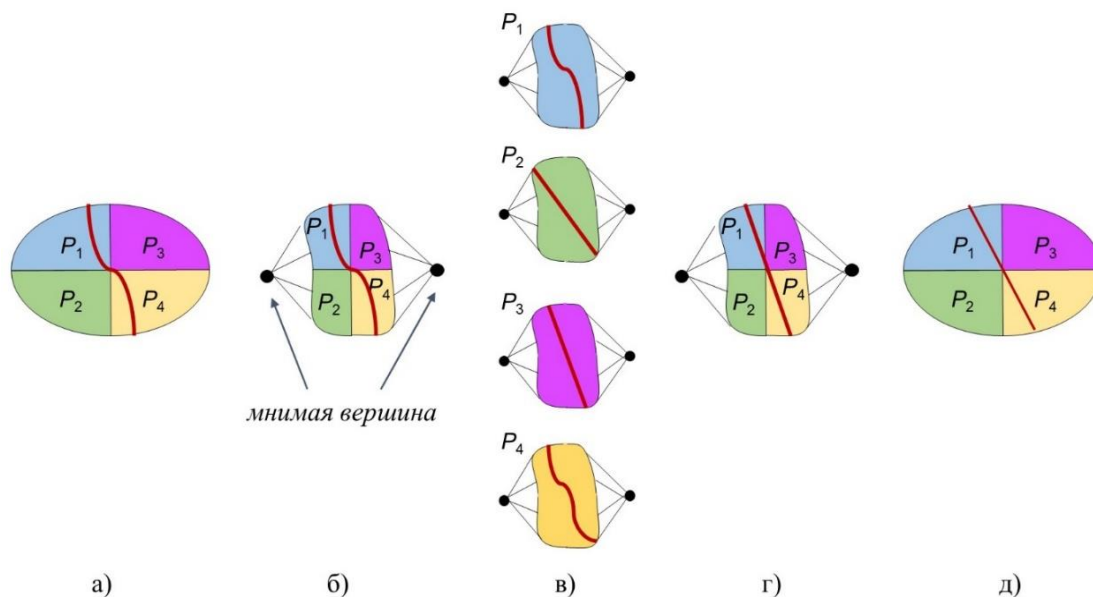 P1
P2
P3
P4
P1 P3
P2 P4
P1 P3
P2 P4
P1 P3
P2 P4
P1 P3
P2 P4
мнимая вершина
а) б) в) г) д)